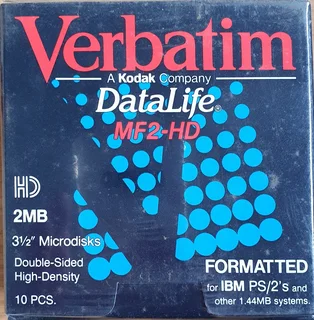 Verbatim
A Kodak Company
DataLife®
MF2-HD
HD
2MB
3½" Microdisks
Double-Sided
High-Density
10 PCS.
FORMATTED
for IBM PS/2's and
other 1.44MB systems.